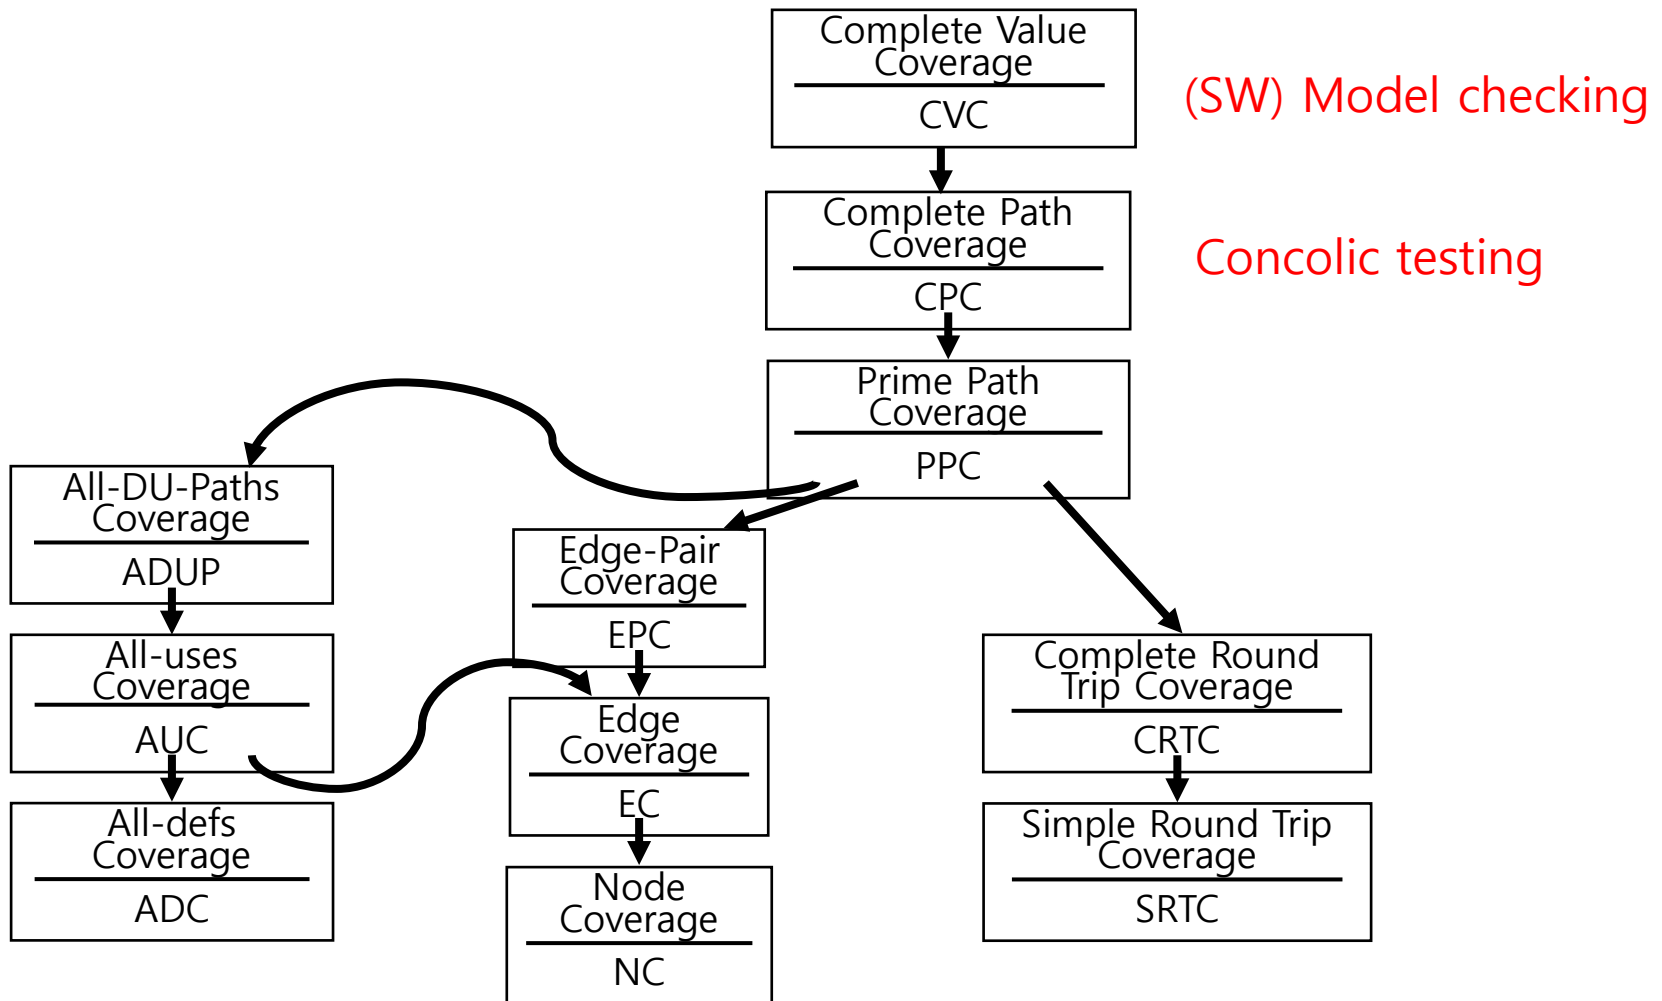 Complete Value
Coverage
CVC
(SW) Model checking
Complete Path
Coverage
CPC
Concolic testing
Prime Path
Coverage
PPC
All-DU-Paths
Coverage
ADUP
Edge-Pair
Coverage
EPC
All-uses
Coverage
AUC
Complete Round
Trip Coverage
CRTC
Edge
Coverage
EC
All-defs
Coverage
ADC
Simple Round Trip
Coverage
SRTC
Node
Coverage
NC